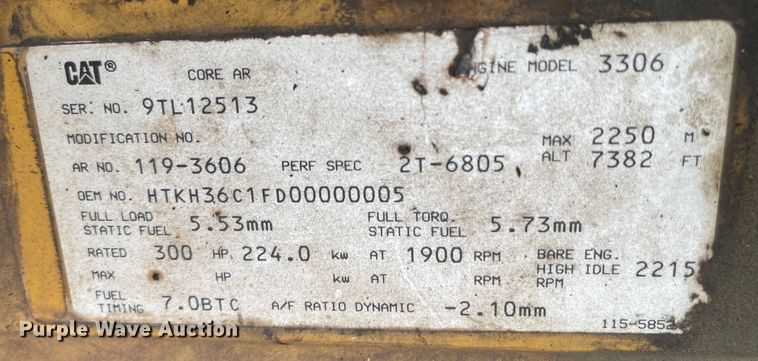 CAT® CORE AR ENGINE MODEL 3306
SER. NO. 9TL12513
MODIFICATION NO. MAX ALT 2250 M 7382 FT
AR NO. 119-3606 PERF SPEC 2T-6805
OEM NO. HTKH36C1FD00000005
FULL LOAD STATIC FUEL 5.53mm FULL TORQ. STATIC FUEL 5.73mm
RATED 300 HP 224.0 kw AT 1900 RPM BARE ENG. HIGH IDLE RPM 2215
MAX HP kw AT RPM
FUEL TIMING 7.0BTC A/F RATIO DYNAMIC -2.10mm
Purple Wave Auction